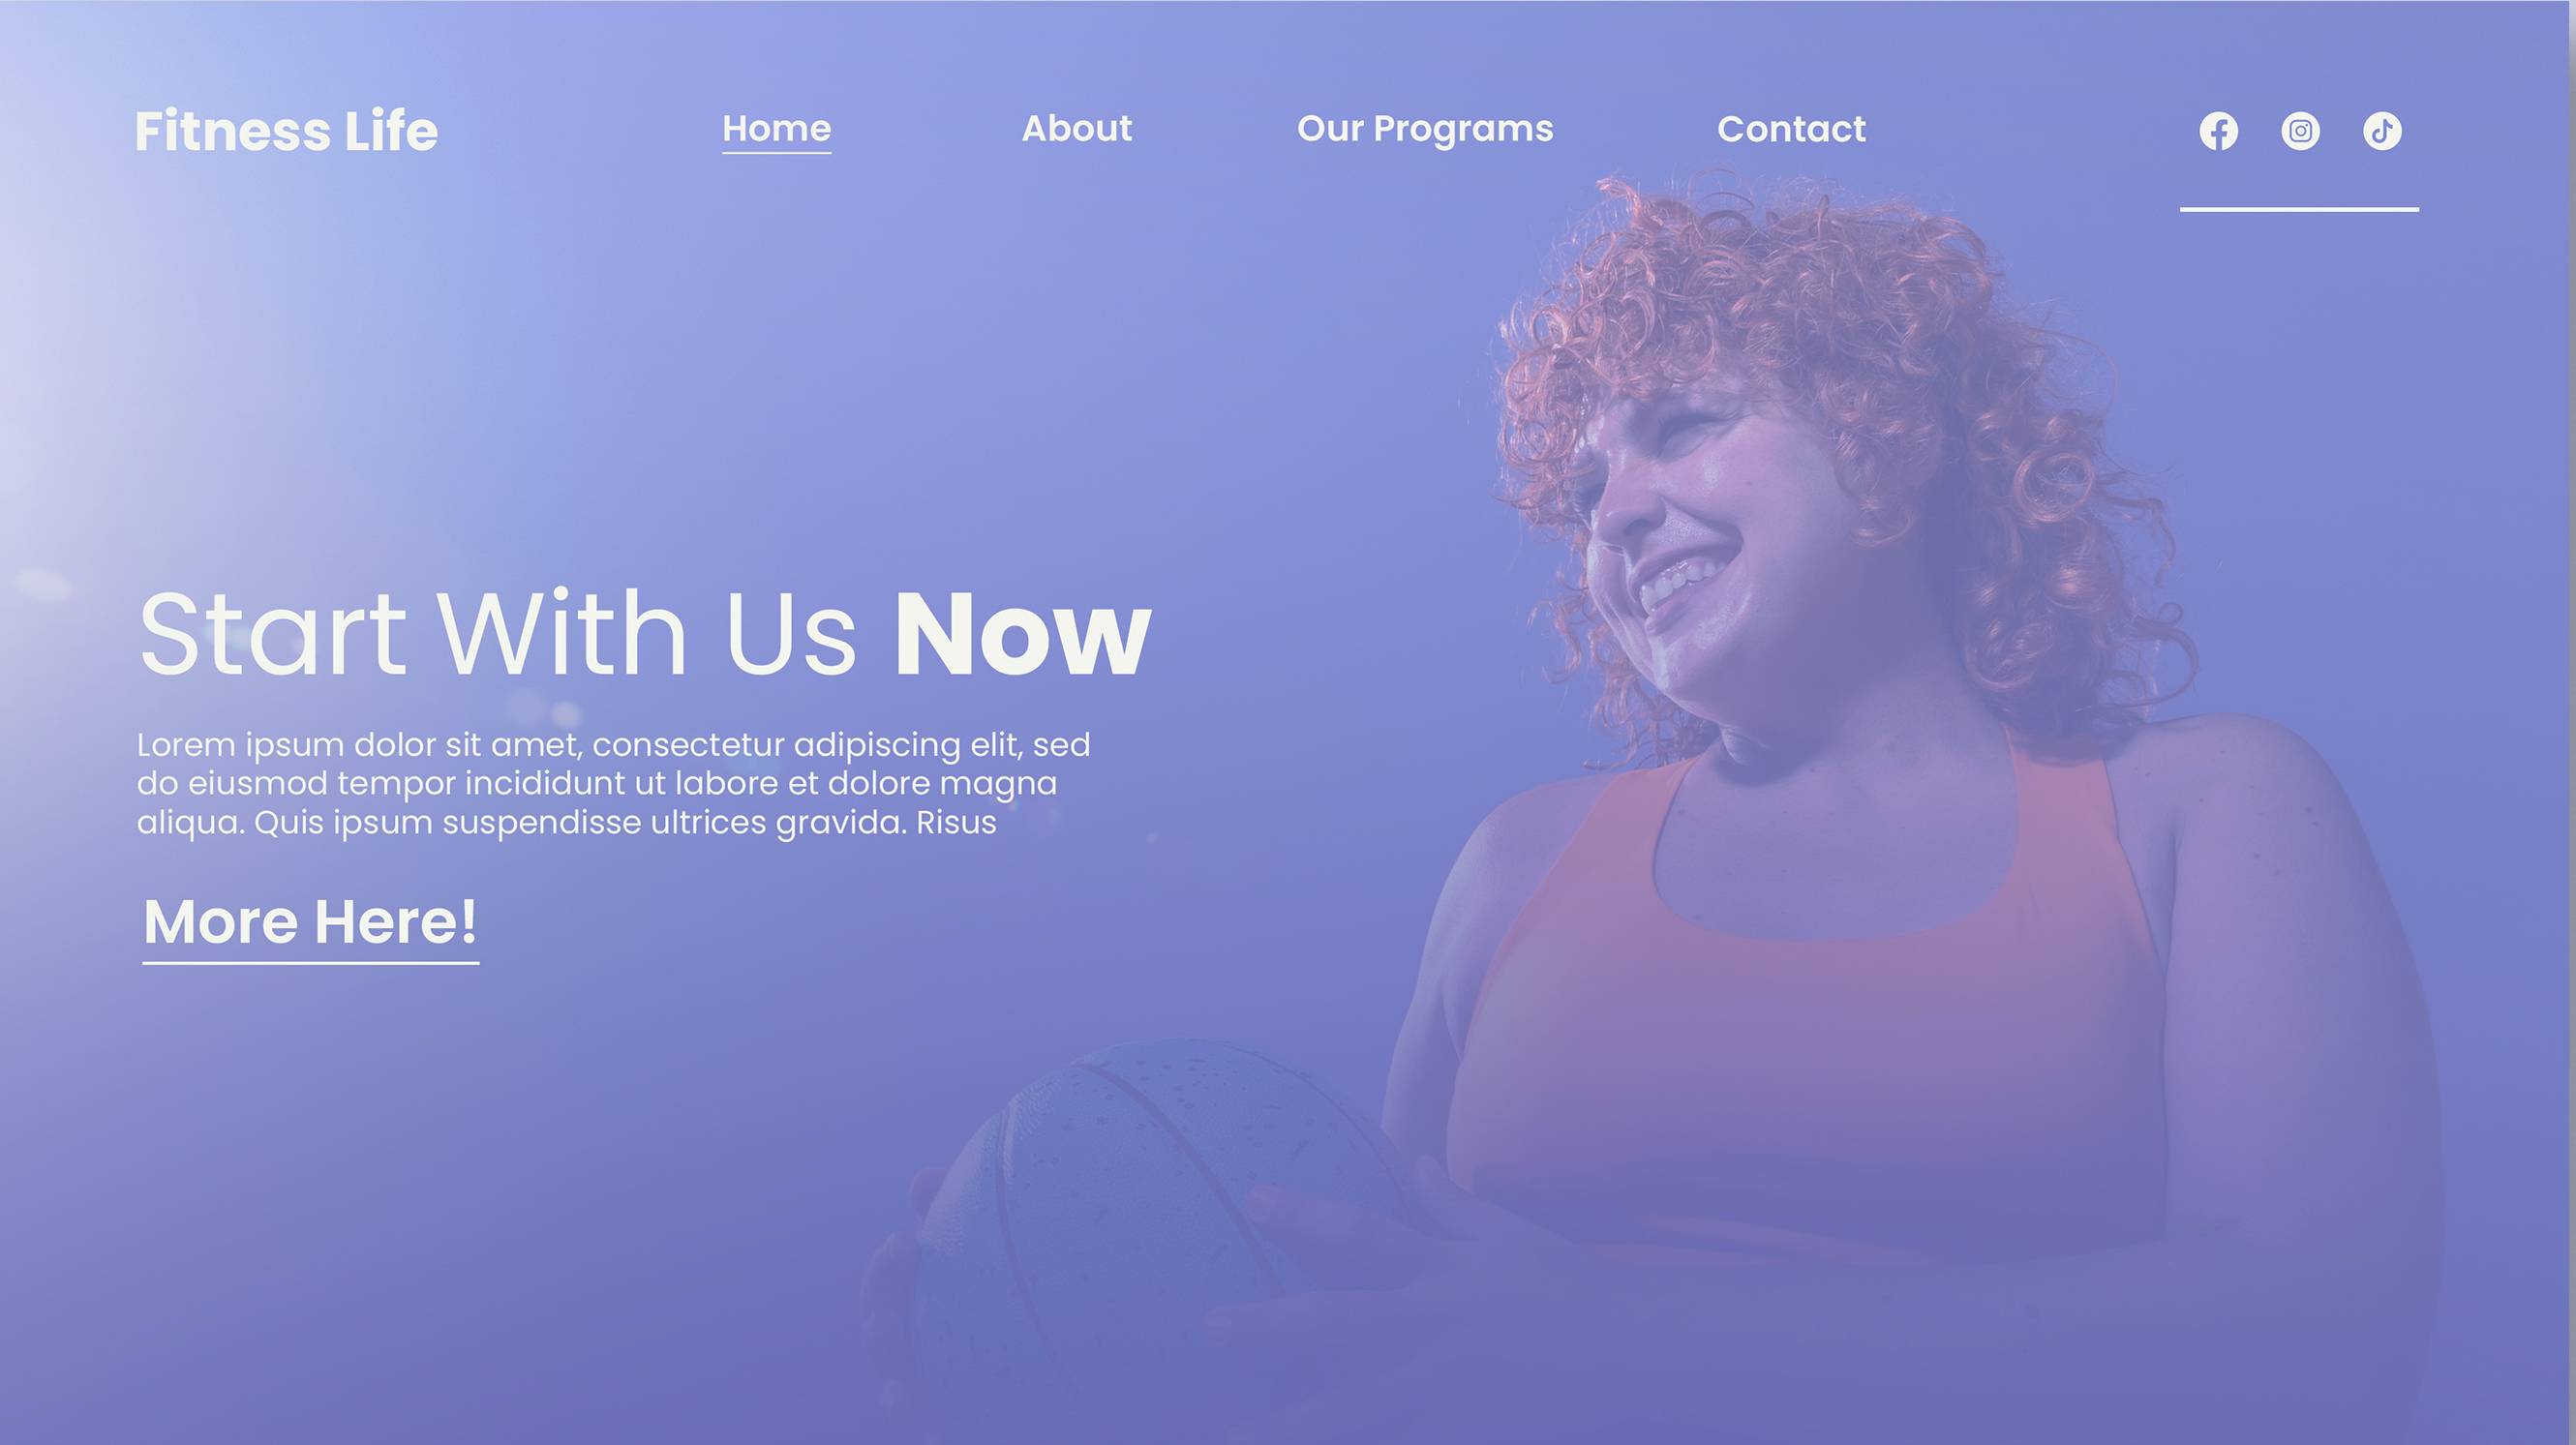 Fitness Life
Home
About
Our Programs
Contact
Start With Us Now
Lorem ipsum dolor sit amet, consectetur adipiscing elit, sed
do eiusmod tempor incididunt ut labore et dolore magna
aliqua. Quis ipsum suspendisse ultrices gravida. Risus
More Here!